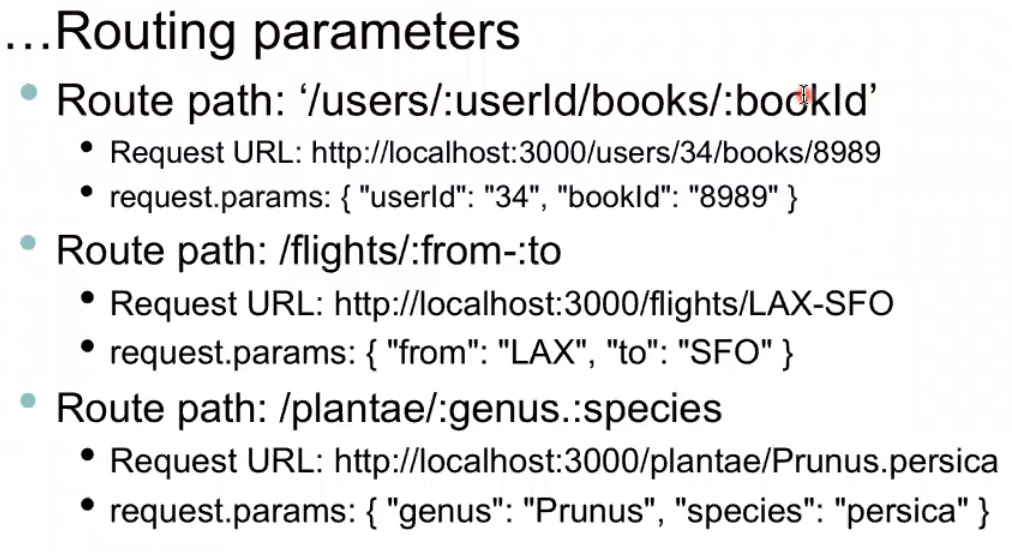 ...Routing parameters
• Route path: ‘/users/:userId/books/:bookId’
• Request URL: http://localhost:3000/users/34/books/8989
• request.params: { "userId": "34", "bookId": "8989" }
• Route path: /flights/:from-:to
• Request URL: http://localhost:3000/flights/LAX-SFO
• request.params: { "from": "LAX", "to": "SFO" }
• Route path: /plantae/:genus.:species
• Request URL: http://localhost:3000/plantae/Prunus.persica
• request.params: { "genus": "Prunus", "species": "persica" }